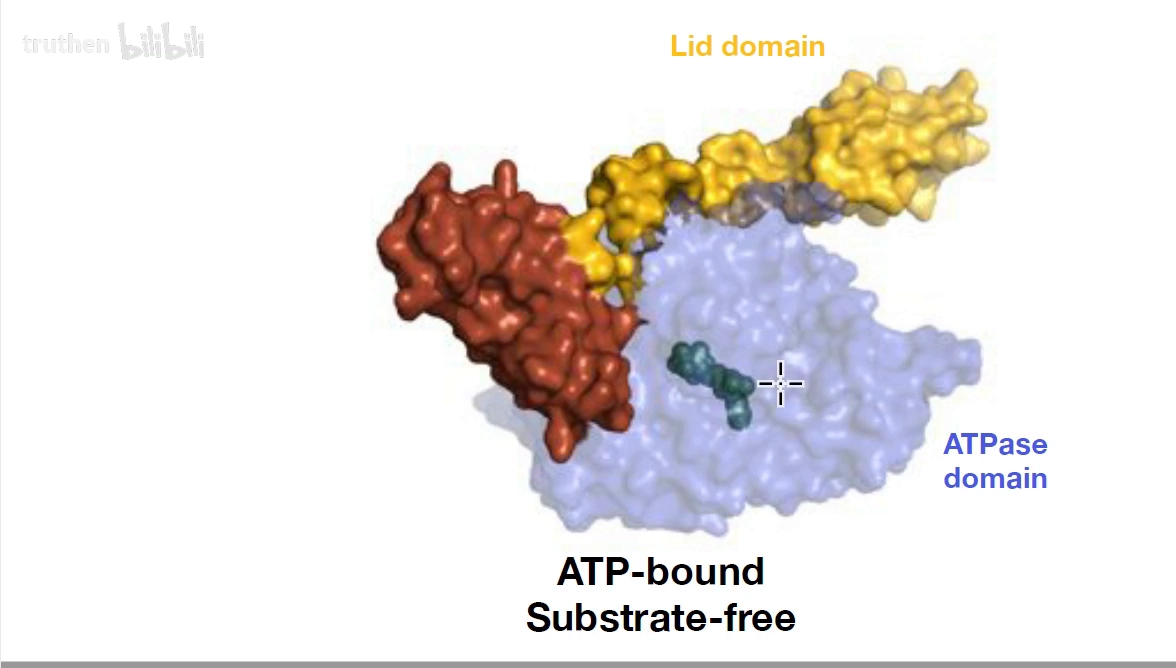 truthen bilibili
Lid domain
ATPase
domain
ATP-bound
Substrate-free